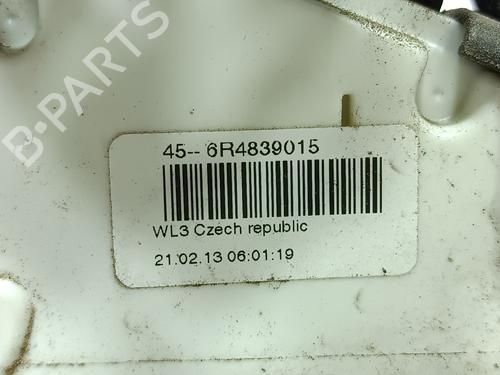 B-PARTS
45-- 6R4839015
WL3 Czech republic
21.02.13 06:01:19